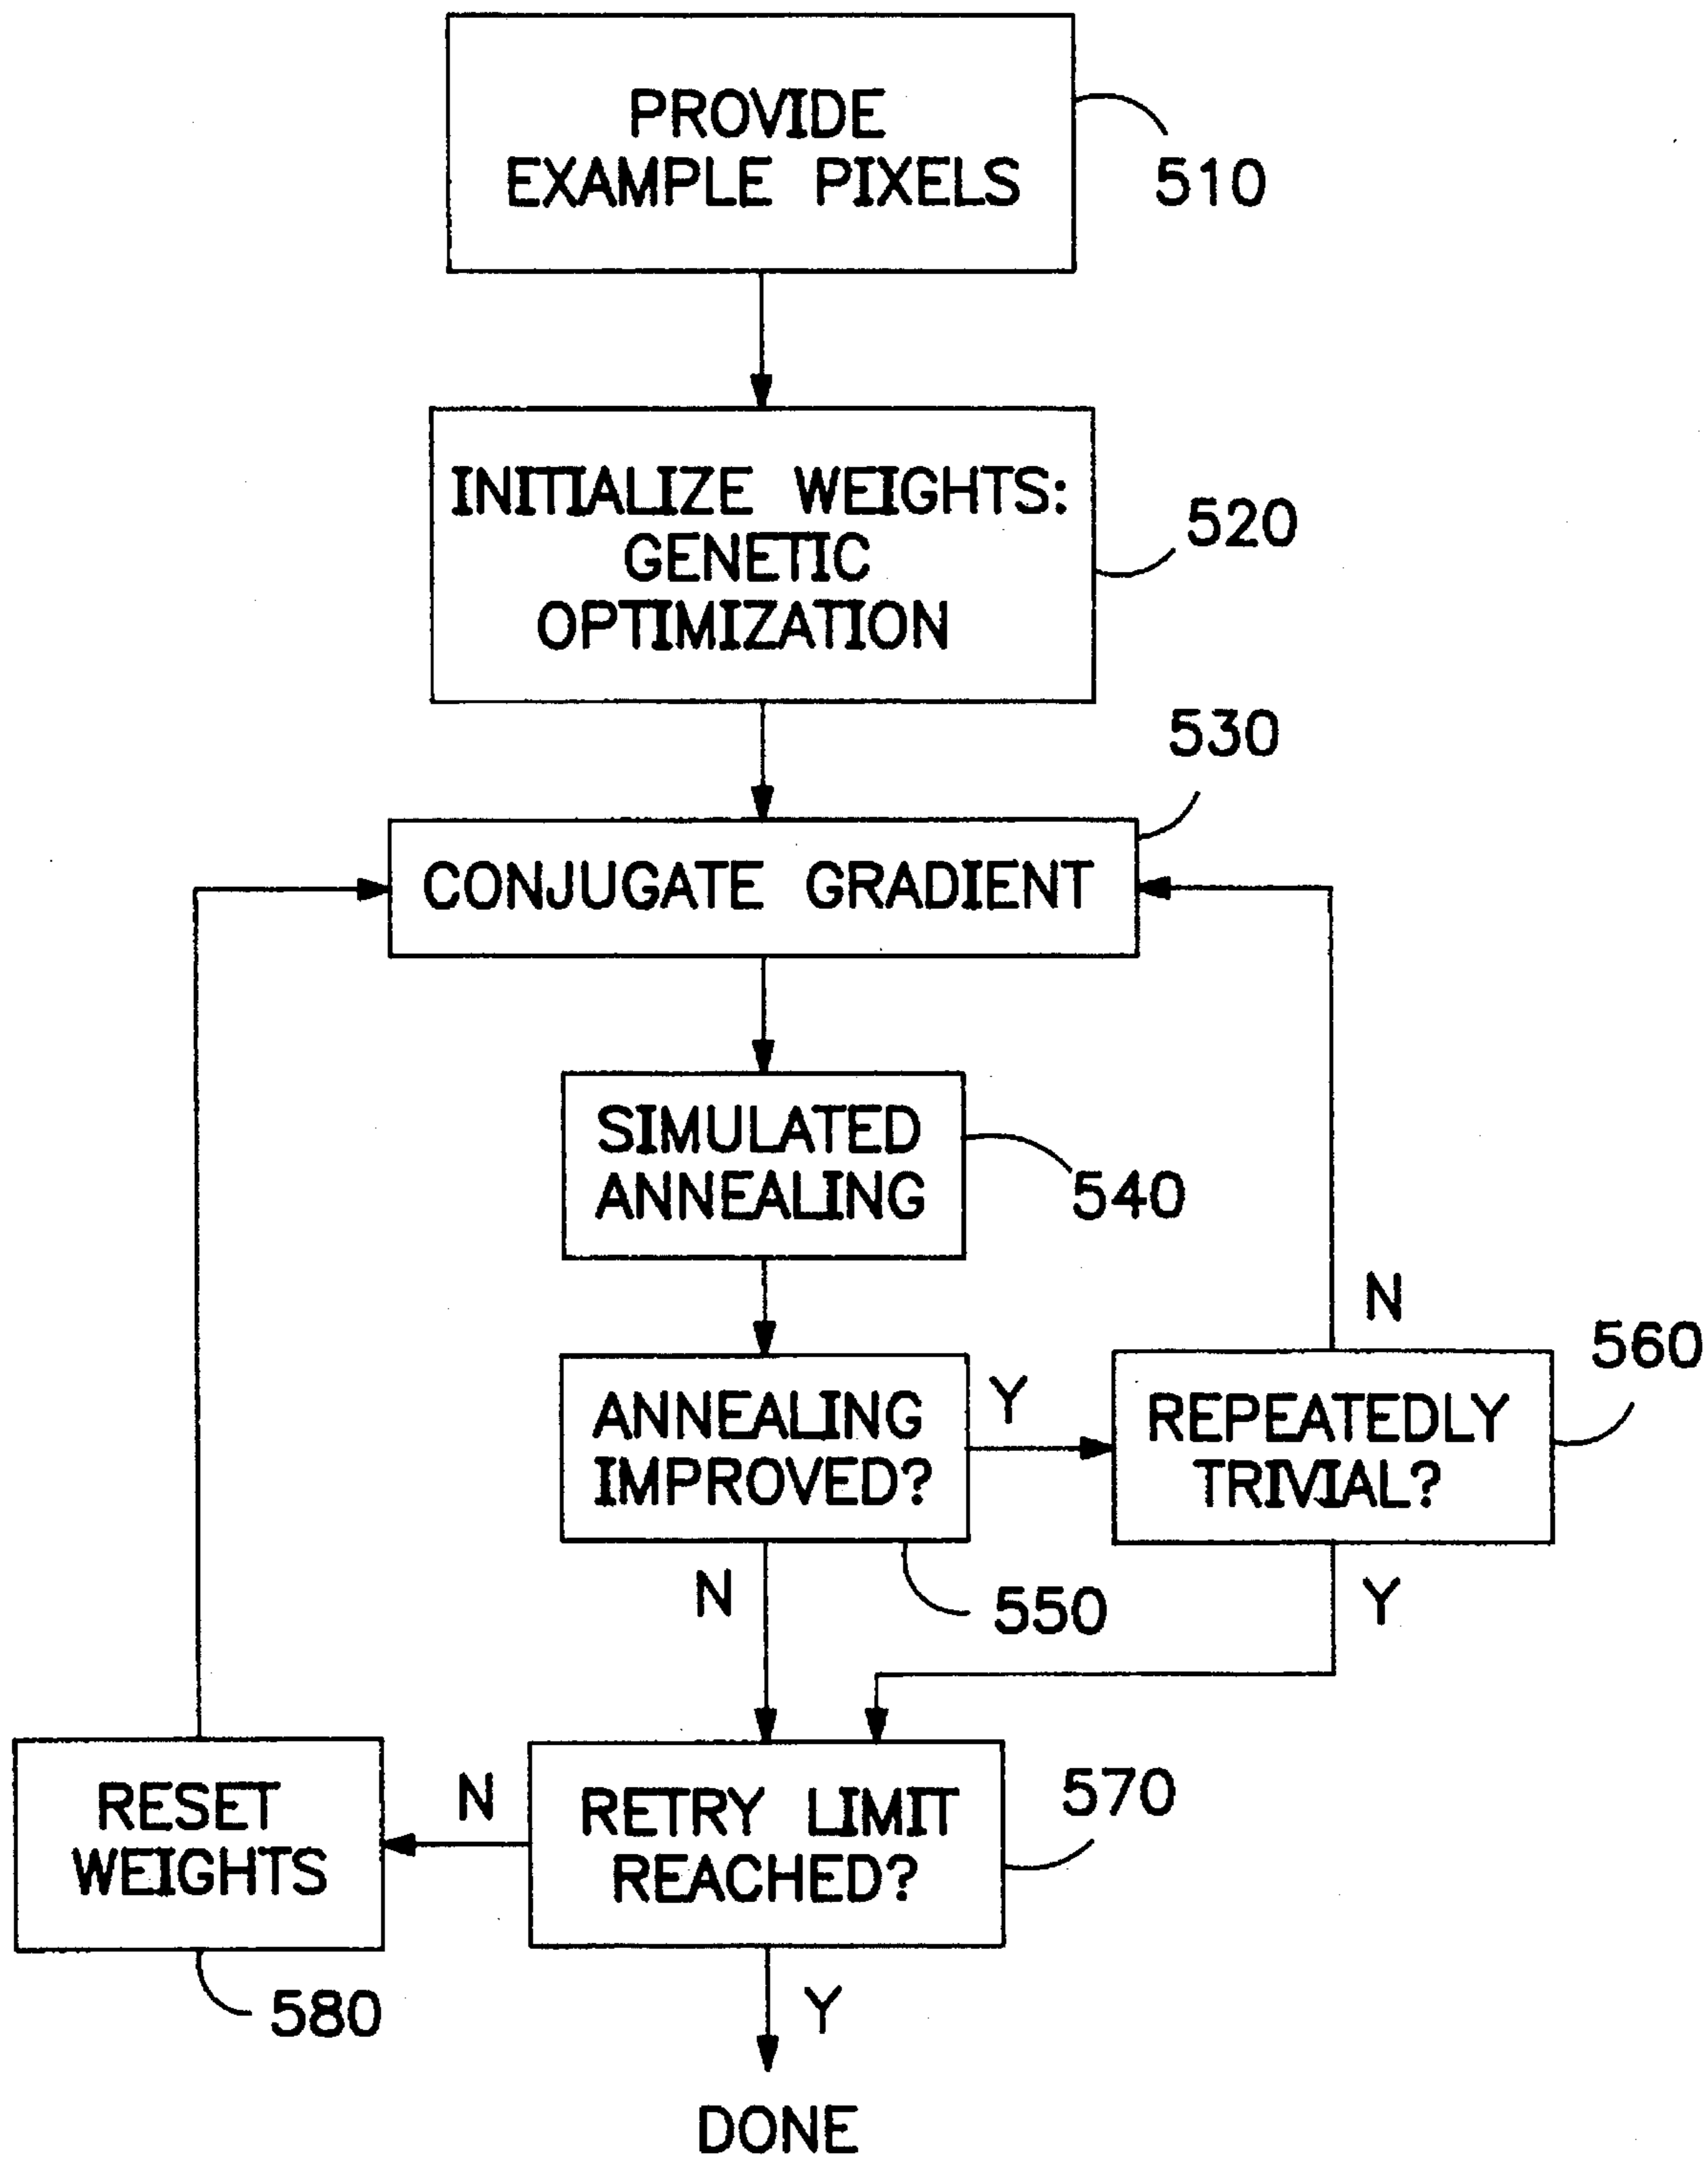 PROVIDE
EXAMPLE PIXELS
510
INITIALIZE WEIGHTS:
GENETIC
OPTIMIZATION
520
530
CONJUGATE GRADIENT
SIMULATED
ANNEALING
540
N
560
ANNEALING
IMPROVED?
Y
REPEATEDLY
TRIVIAL?
N
550
Y
RESET
WEIGHTS
N
RETRY LIMIT
REACHED?
570
580
Y
DONE